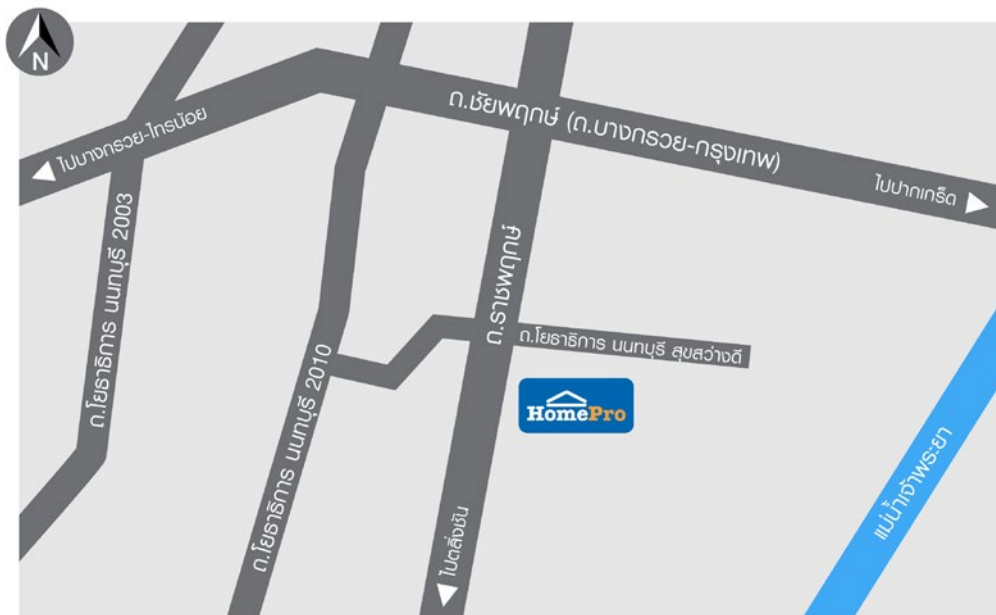 N
ไปบางกรวย-ไทรน้อย
ถ.ชัยพฤกษ์ (ถ.บางกรวย-กรุงเทพ)
ไปปากเกร็ด
ถ.โยธาธิการ นนทบุรี 2003
ถ.ราชพฤกษ์
ถ.โยธาธิการ นนทบุรี สุขสว่างดี
ถ.โยธาธิการ นนทบุรี 2010
HomePro
แม่น้ำเจ้าพระยา
ไปตลิ่งชัน